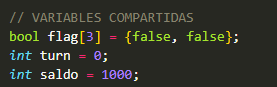 // VARIABLES COMPARTIDAS
bool flag[3] = {false, false};
int turn = 0;
int saldo = 1000;